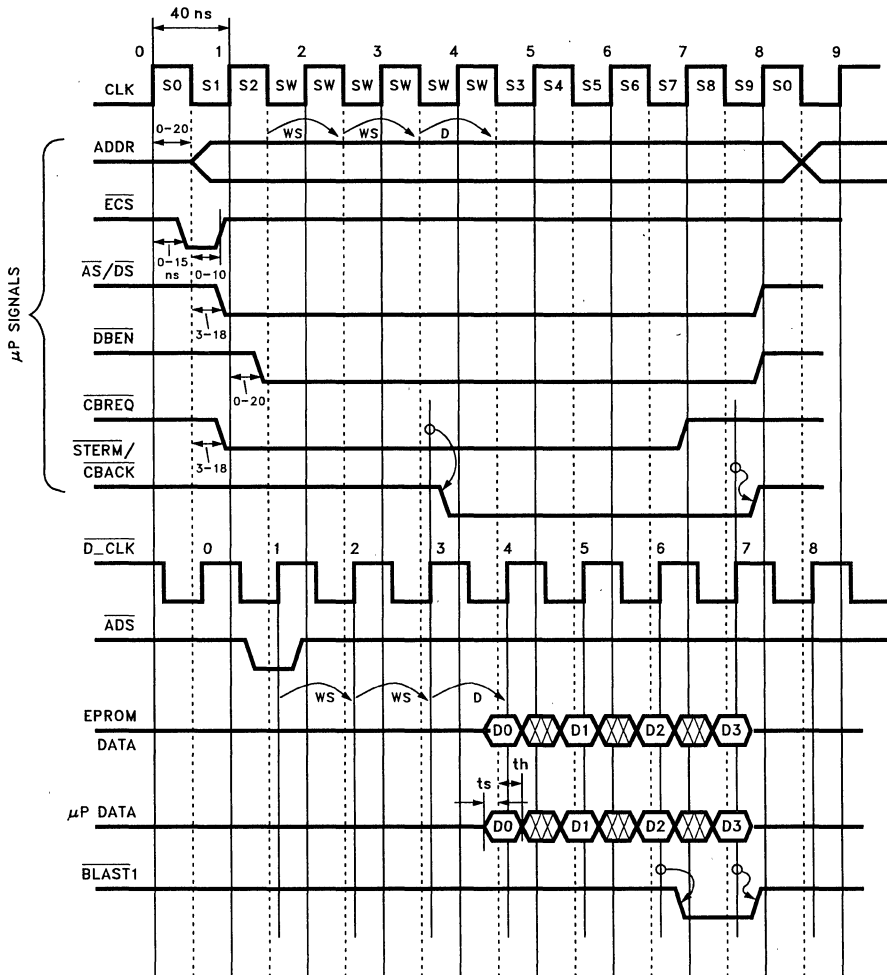 40 ns
0 1 2 3 4 5 6 7 8 9
CLK S0 S1 S2 SW SW SW SW SW SW SW S3 S4 S5 S6 S7 S8 S9 S0
0-20 WS WS D
ADDR
ECS
0-15 ns 0-10
AS/DS
3-18
DBEN
0-20
CBREQ
STERM/ 3-18
CBACK
μP SIGNALS
D_CLK 0 1 2 3 4 5 6 7 8
ADS
WS WS D
EPROM
DATA D0 D1 D2 D3
ts th
μP DATA D0 D1 D2 D3
BLAST1